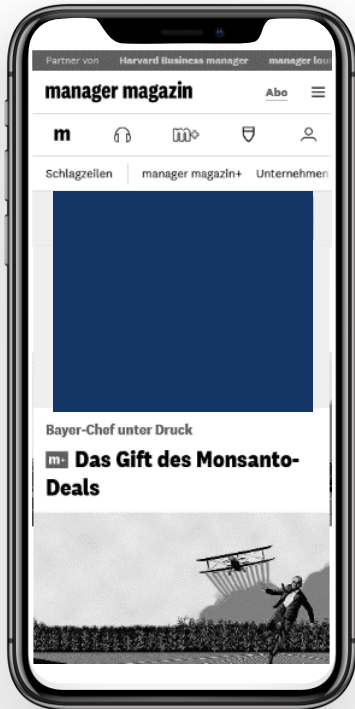 Partner von Harvard Business manager manager lou
manager magazin Abo
m m+
Schlagzeilen manager magazin+ Unternehmen
Bayer-Chef unter Druck
m+ Das Gift des Monsanto-
Deals